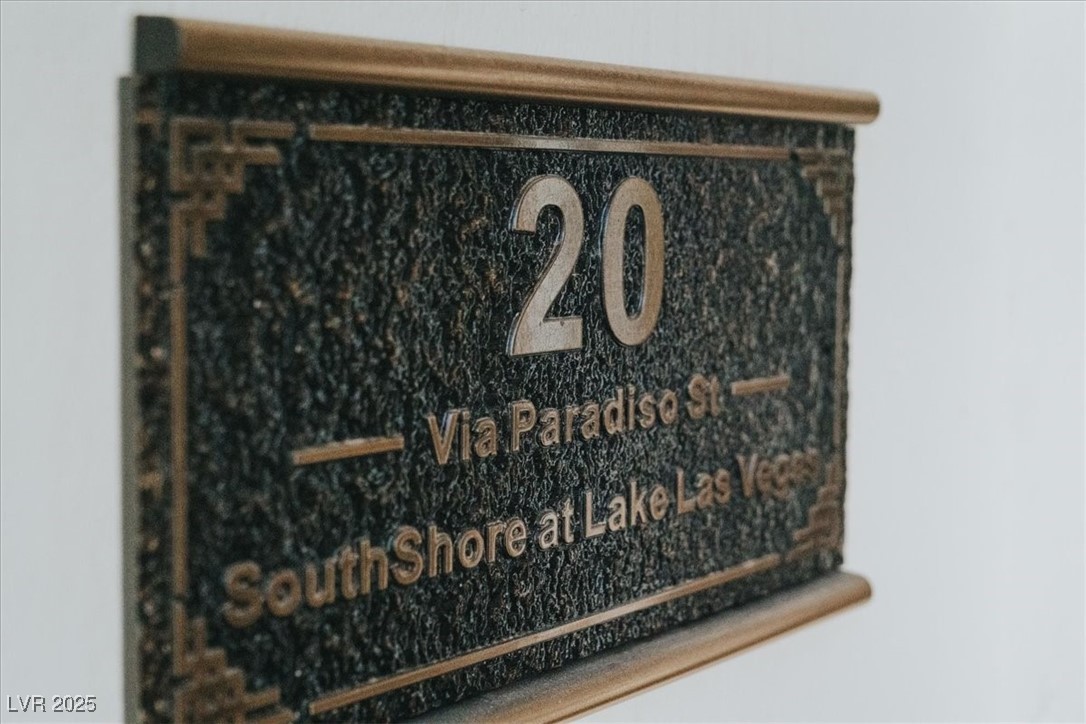 20
Via Paradiso St
SouthShore at Lake Las Vegas
LVR 2025